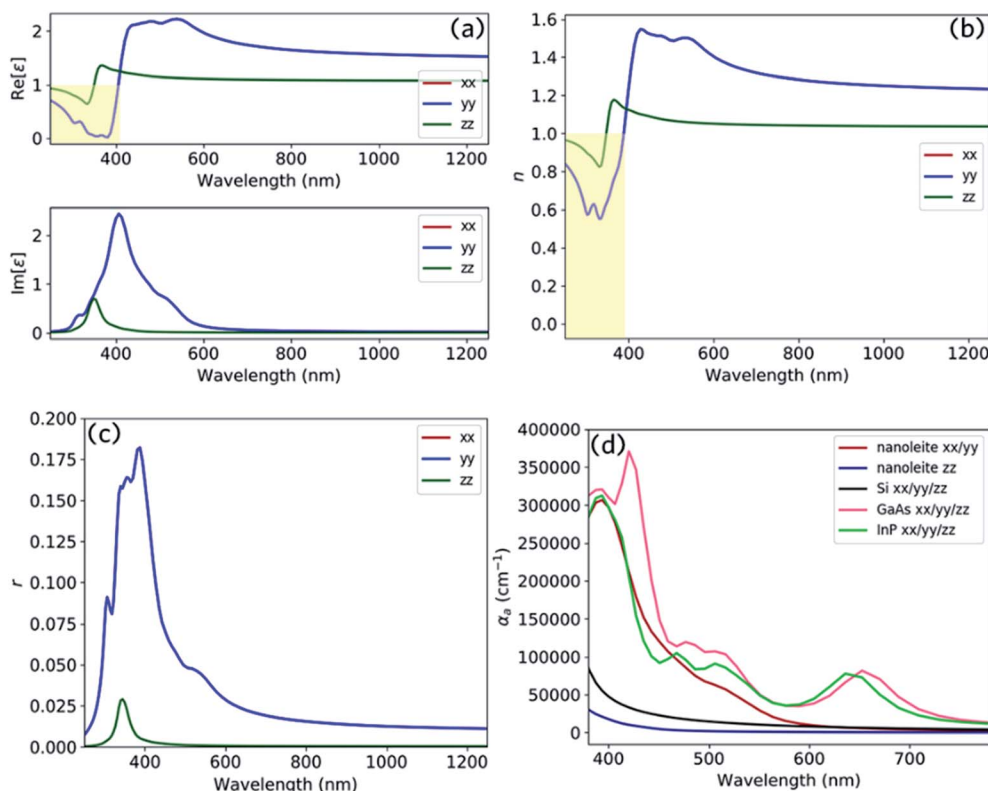 (a)
Re[ε]
2
1
0
xx
yy
zz
400 600 800 1000 1200
Wavelength (nm)
Im[ε]
2
1
0
xx
yy
zz
400 600 800 1000 1200
Wavelength (nm)
(b)
n
1.6
1.4
1.2
1.0
0.8
0.6
0.4
0.2
0.0
xx
yy
zz
400 600 800 1000 1200
Wavelength (nm)
(c)
r
0.200
0.175
0.150
0.125
0.100
0.075
0.050
0.025
0.000
xx
yy
zz
400 600 800 1000 1200
Wavelength (nm)
(d)
αₐ (cm⁻¹)
400000
350000
300000
250000
200000
150000
100000
50000
0
nanoleite xx/yy
nanoleite zz
Si xx/yy/zz
GaAs xx/yy/zz
InP xx/yy/zz
400 500 600 700
Wavelength (nm)